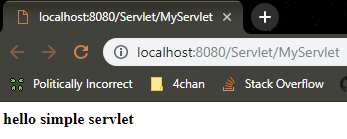 localhost:8080/Servlet/MyServlet
localhost:8080/Servlet/MyServlet
Politically Incorrect 4chan Stack Overflow
hello simple servlet